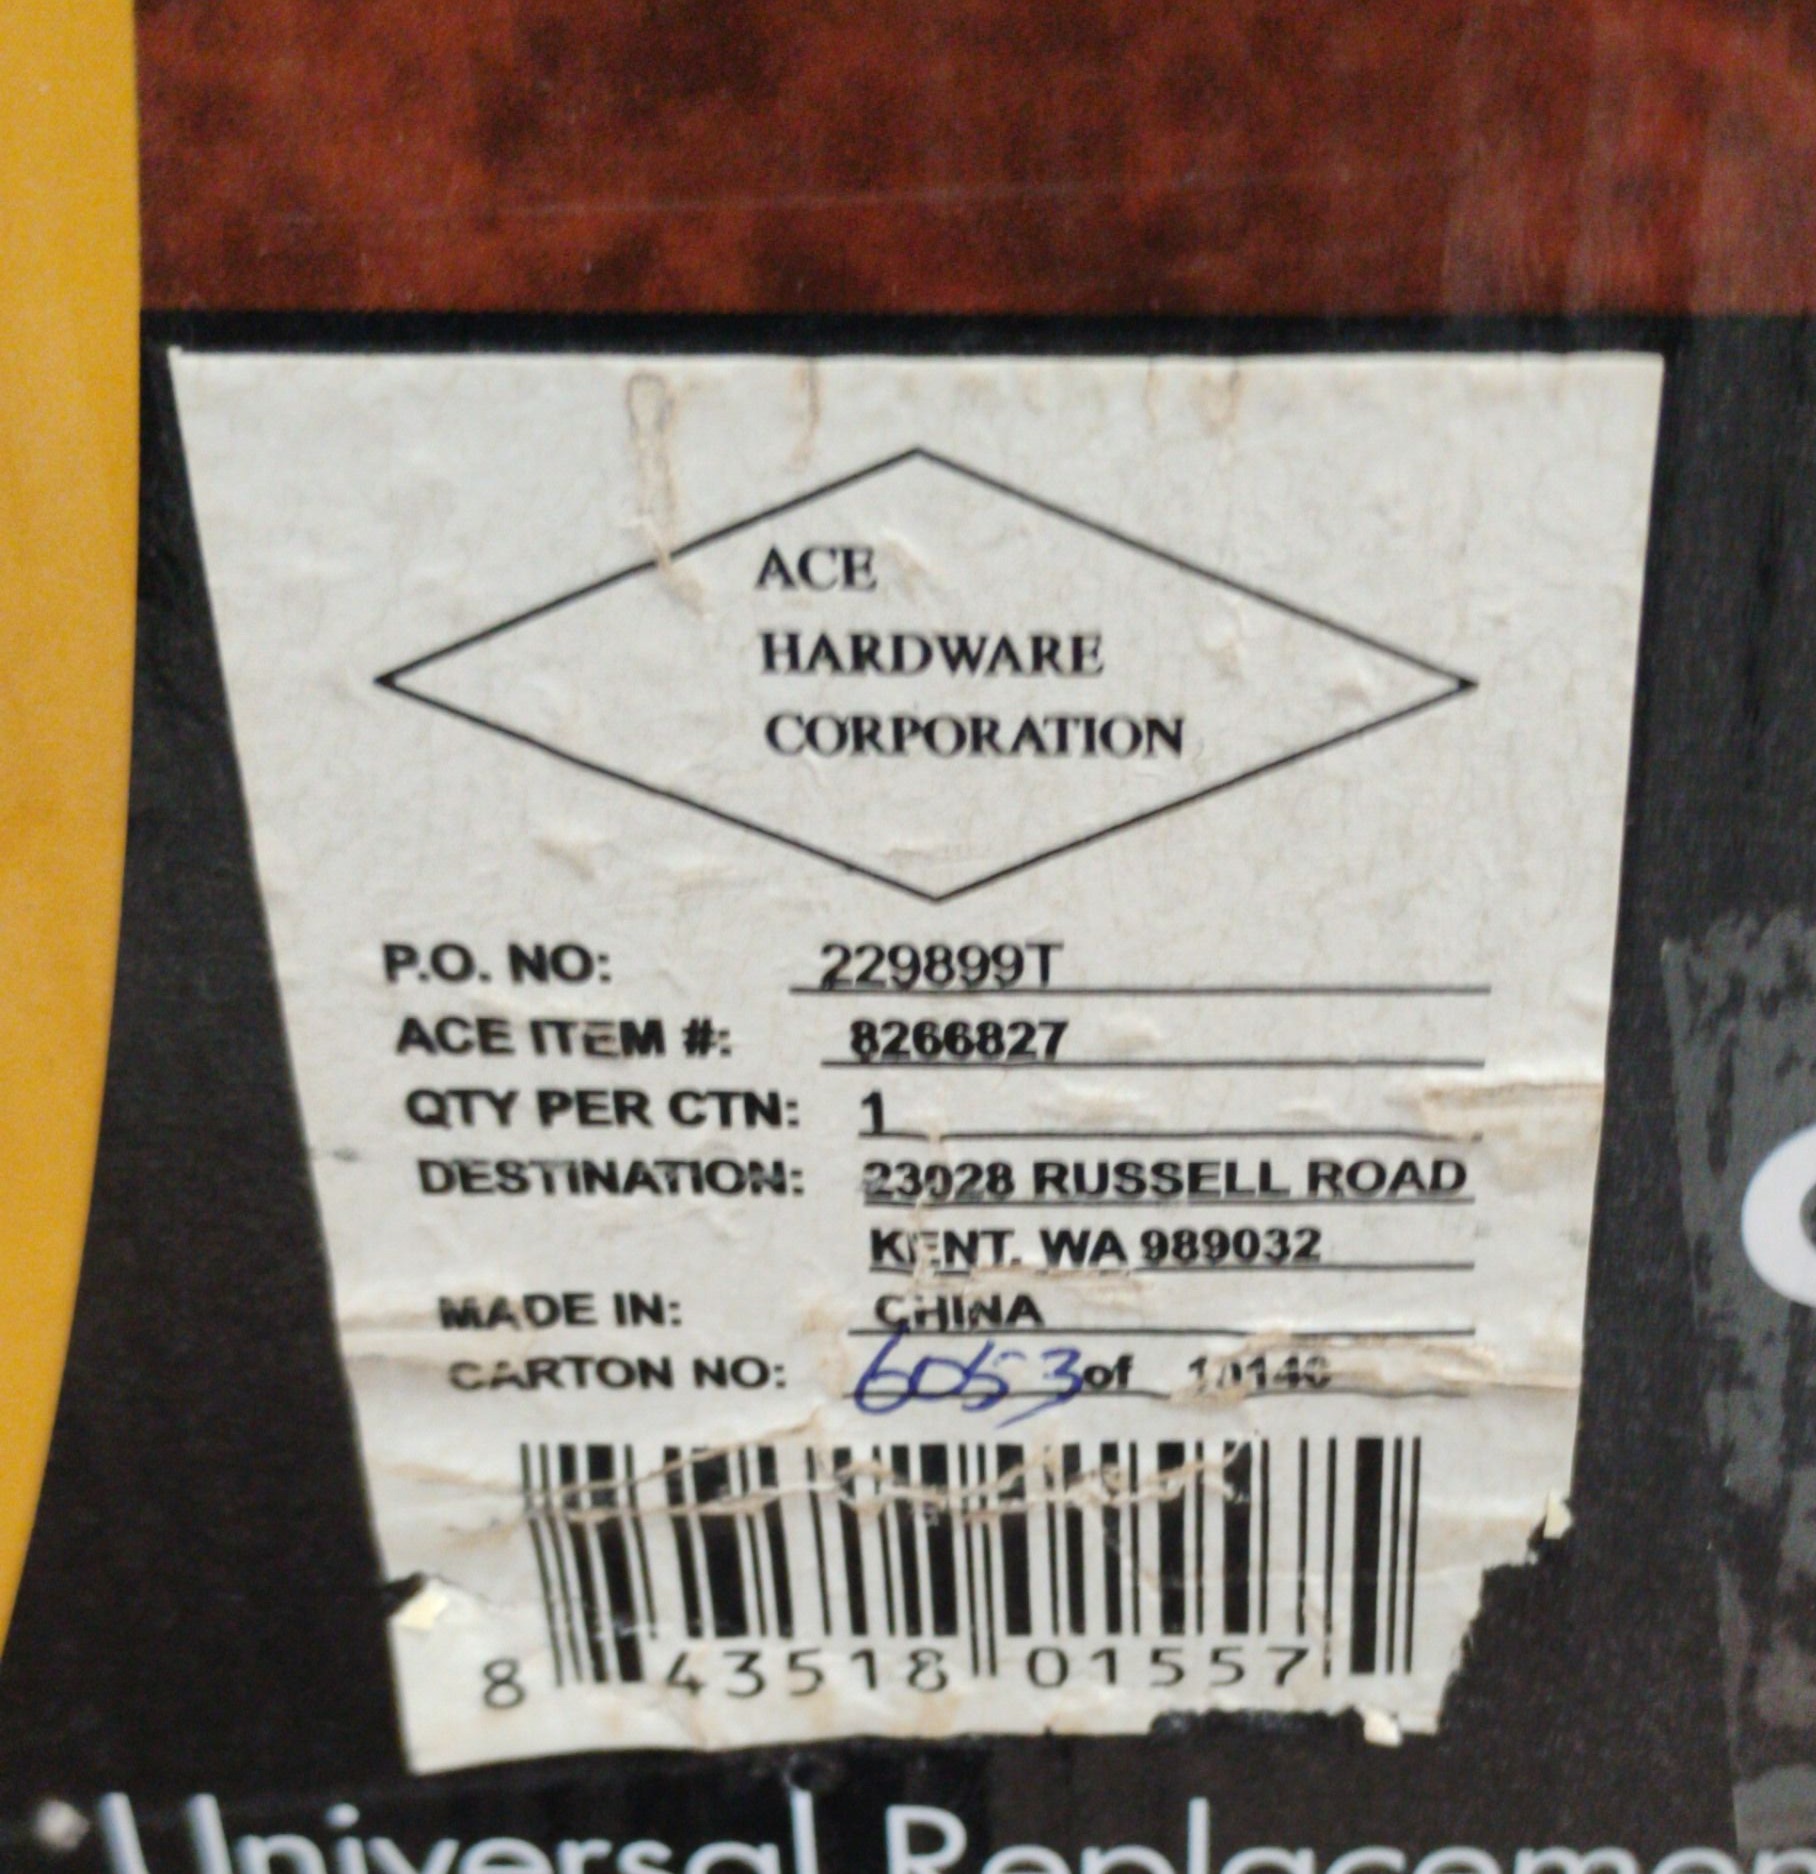 ACE
HARDWARE
CORPORATION
P.O. NO: 229899T
ACE ITEM #: 8266827
QTY PER CTN: 1
DESTINATION: 23028 RUSSELL ROAD
KENT. WA 989032
MADE IN: CHINA
CARTON NO: 6053 of
8 43518 01557
Universal